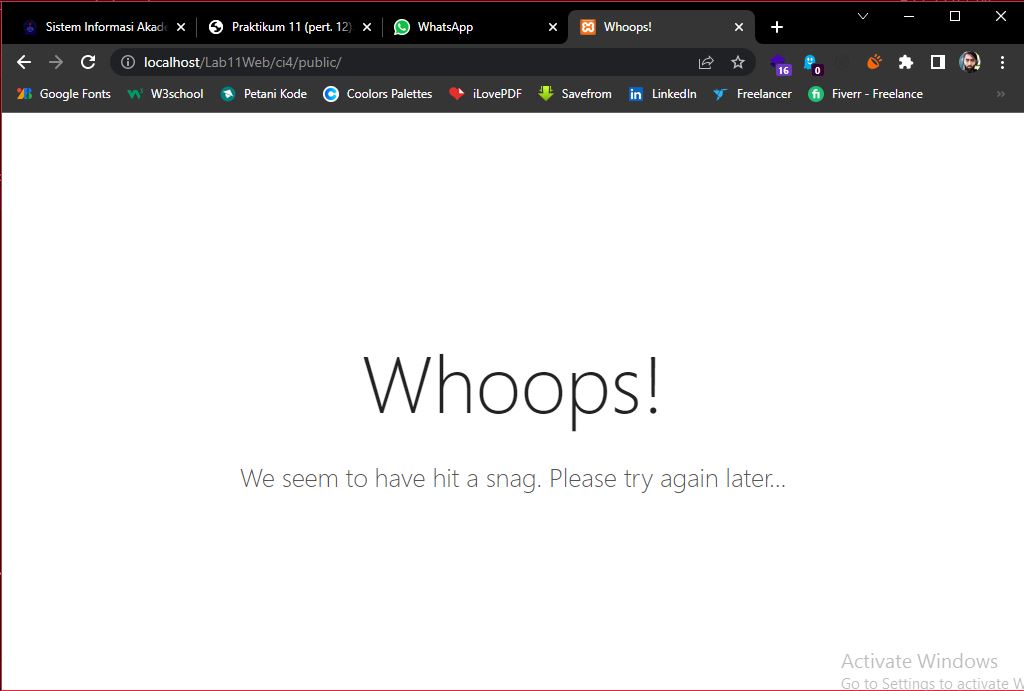 Sistem Informasi Akade
Praktikum 11 (pert. 12)
WhatsApp
Whoops!
localhost/Lab11Web/ci4/public/
16
0
Google Fonts
W3school
Petani Kode
Coolors Palettes
iLovePDF
Savefrom
LinkedIn
Freelancer
Fiverr - Freelance
Whoops!
We seem to have hit a snag. Please try again later...
Activate Windows
Go to Settings to activate W